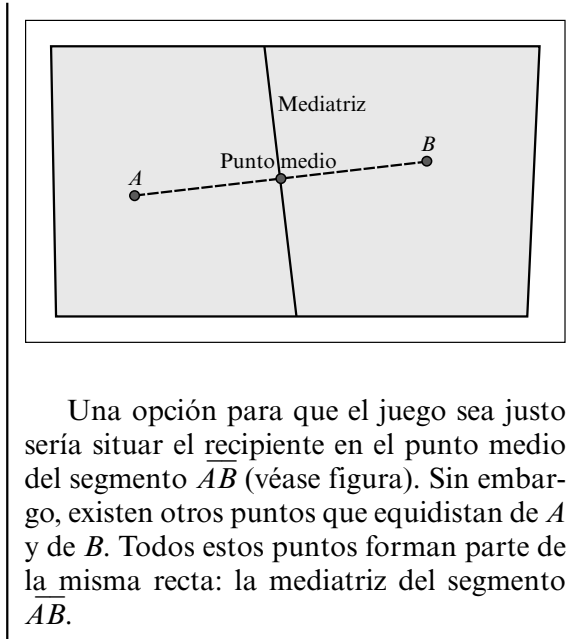 Mediatriz
B
Punto medio
A
Una opción para que el juego sea justo
sería situar el recipiente en el punto medio
del segmento A̅B̅ (véase figura). Sin embar-
go, existen otros puntos que equidistan de A
y de B. Todos estos puntos forman parte de
la misma recta: la mediatriz del segmento
A̅B̅.